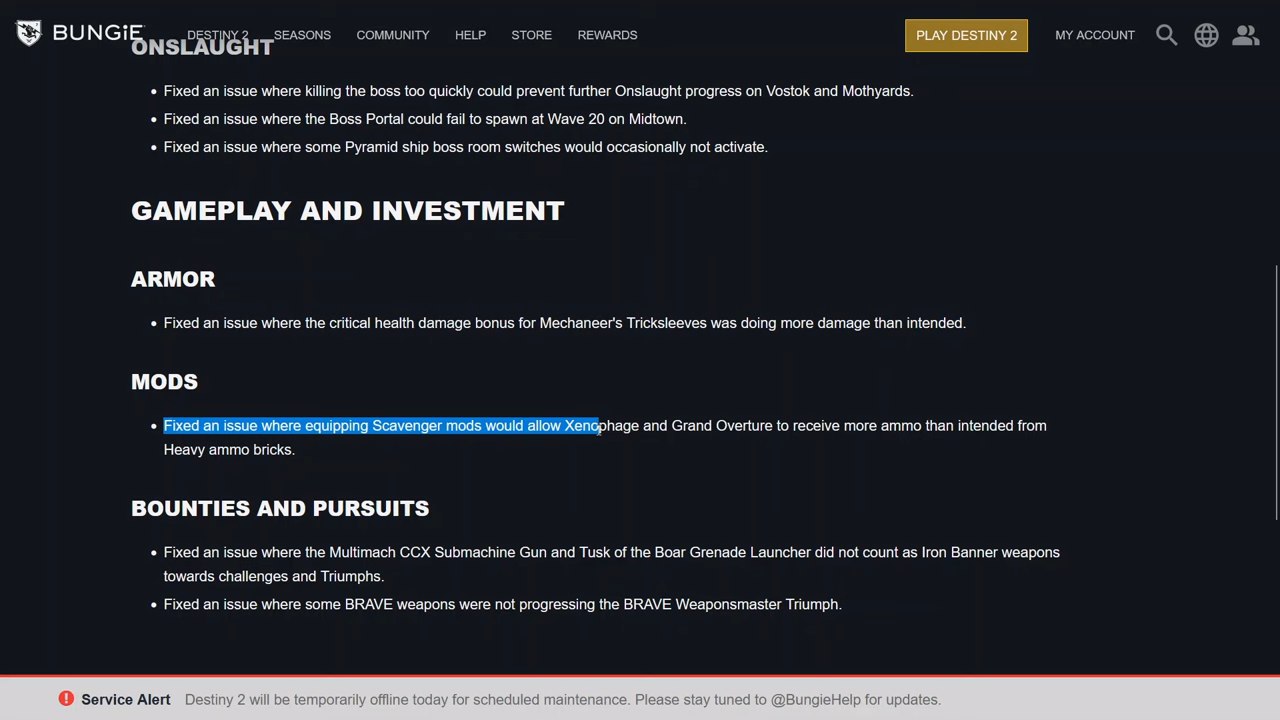 BUNGiE DESTINY 2 SEASONS COMMUNITY HELP STORE REWARDS PLAY DESTINY 2 MY ACCOUNT
ONSLAUGHT
• Fixed an issue where killing the boss too quickly could prevent further Onslaught progress on Vostok and Mothyards.
• Fixed an issue where the Boss Portal could fail to spawn at Wave 20 on Midtown.
• Fixed an issue where some Pyramid ship boss room switches would occasionally not activate.
GAMEPLAY AND INVESTMENT
ARMOR
• Fixed an issue where the critical health damage bonus for Mechaneer's Tricksleeves was doing more damage than intended.
MODS
• Fixed an issue where equipping Scavenger mods would allow Xenophage and Grand Overture to receive more ammo than intended from
Heavy ammo bricks.
BOUNTIES AND PURSUITS
• Fixed an issue where the Multimach CCX Submachine Gun and Tusk of the Boar Grenade Launcher did not count as Iron Banner weapons
towards challenges and Triumphs.
• Fixed an issue where some BRAVE weapons were not progressing the BRAVE Weaponsmaster Triumph.
Service Alert Destiny 2 will be temporarily offline today for scheduled maintenance. Please stay tuned to @BungieHelp for updates.